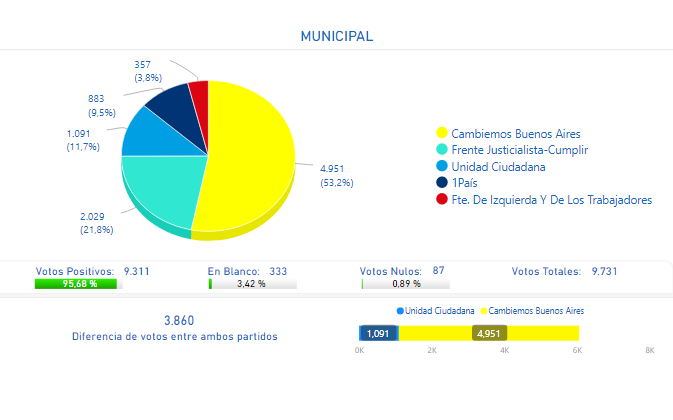 MUNICIPAL
357
(3,8%)
883
(9,5%)
1.091
(11,7%)
2.029
(21,8%)
4.951
(53,2%)
Cambiemos Buenos Aires
Frente Justicialista-Cumplir
Unidad Ciudadana
1País
Fte. De Izquierda Y De Los Trabajadores
Votos Positivos: 9.311
95,68 %
En Blanco: 333
3,42 %
Votos Nulos: 87
0,89 %
Votos Totales: 9.731
3.860
Diferencia de votos entre ambos partidos
Unidad Ciudadana Cambiemos Buenos Aires
1,091 4,951
0K 2K 4K 6K 8K